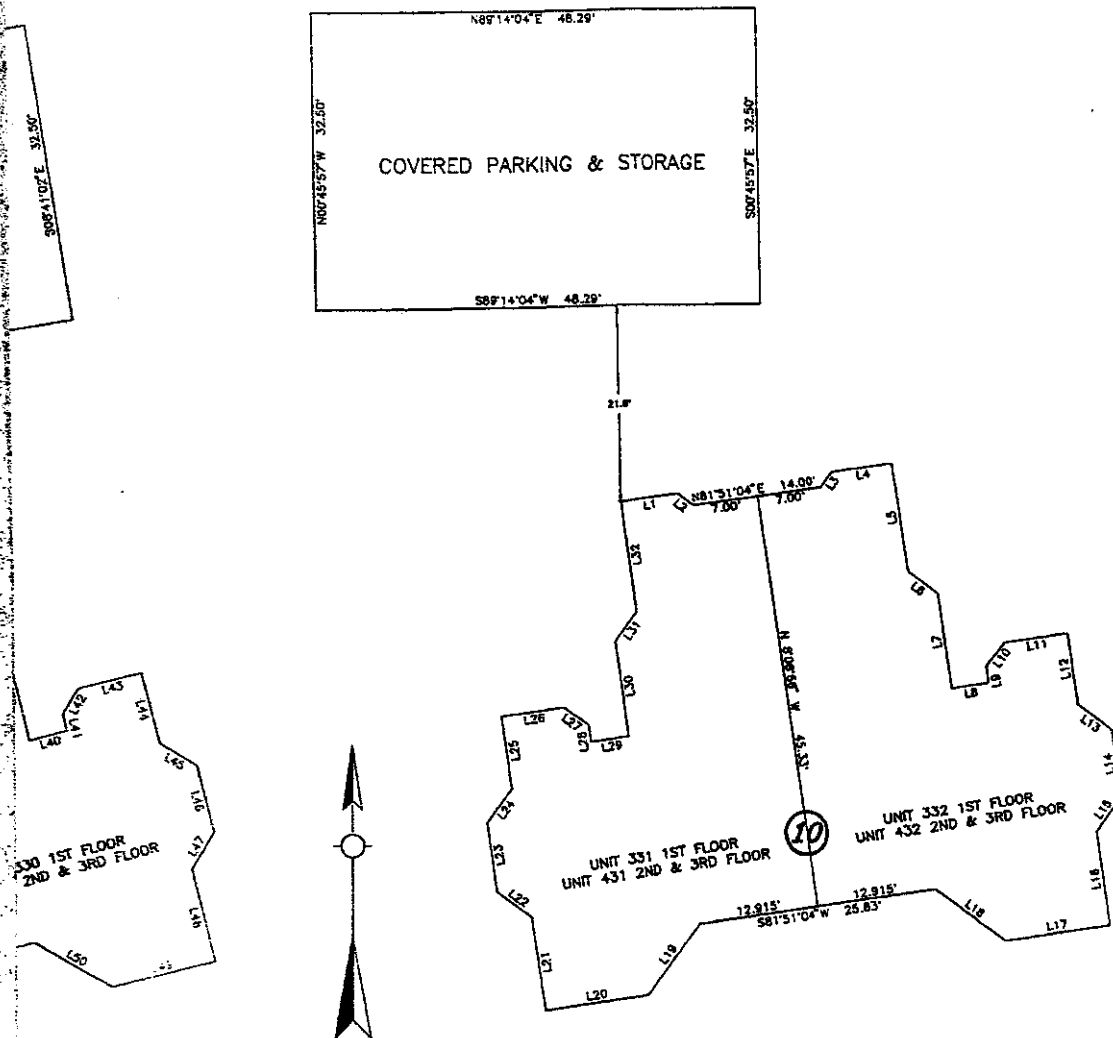 N89°14'04"E 48.29'
S08°41'02"E 32.50'
N00°45'57"W 32.50'
S00°45'57"E 32.50'
COVERED PARKING & STORAGE
S89°14'04"W 48.29'
L4
L3
N81°51'04"E 14.00'
7.00'
7.00'
L1
L2
L5
L32
L6
L31
L7
L30
L8
L9
L10
L11
L12
L43
L42
L41
L40
L44
L45
L26
L27
L28
L29
L25
L13
L14
L15
L46
L24
L47
L23
N 8°08'56" W 45.33'
10
UNIT 332 1ST FLOOR
UNIT 432 2ND & 3RD FLOOR
330 1ST FLOOR
2ND & 3RD FLOOR
UNIT 331 1ST FLOOR
UNIT 431 2ND & 3RD FLOOR
L22
L16
12.915'
12.915'
S81°51'04"W 25.83'
L18
L17
L19
L21
L20
L50